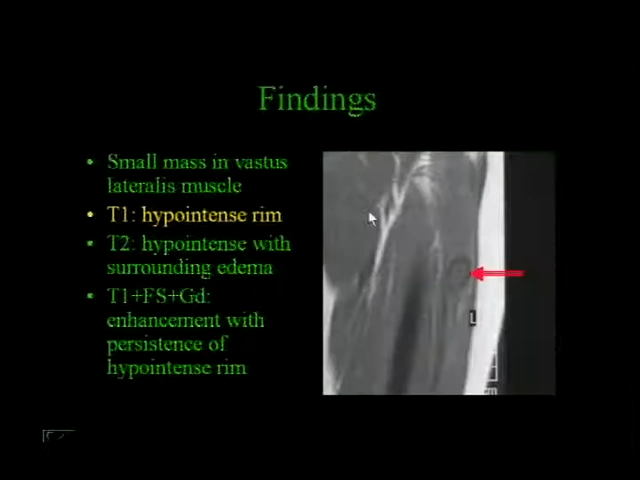 Findings
• Small mass in vastus
lateralis muscle
• T1: hypointense rim
• T2: hypointense with
surrounding edema
• T1+FS+Gd:
enhancement with
persistence of
hypointense rim
L